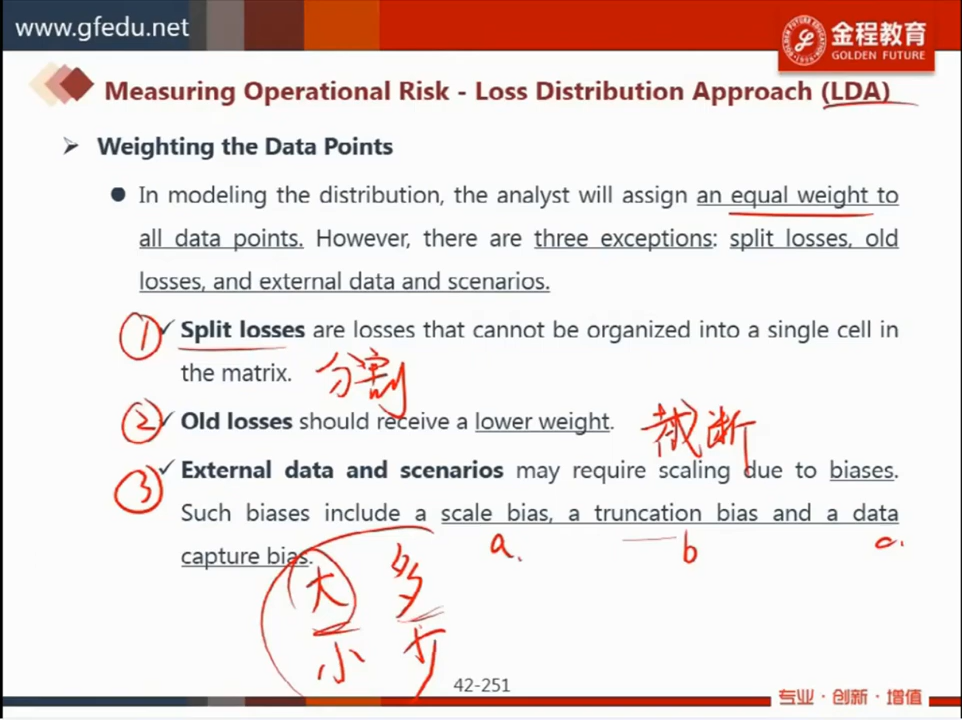 www.gfedu.net
金程教育
GOLDEN FUTURE
Measuring Operational Risk - Loss Distribution Approach (LDA)
Weighting the Data Points
In modeling the distribution, the analyst will assign an equal weight to
all data points. However, there are three exceptions: split losses, old
losses, and external data and scenarios.
① Split losses are losses that cannot be organized into a single cell in
the matrix. 分割
② Old losses should receive a lower weight. 截断
③ External data and scenarios may require scaling due to biases.
Such biases include a scale bias, a truncation bias and a data
a. b c.
capture bias.
大 多
小 少
42-251
专业·创新·增值